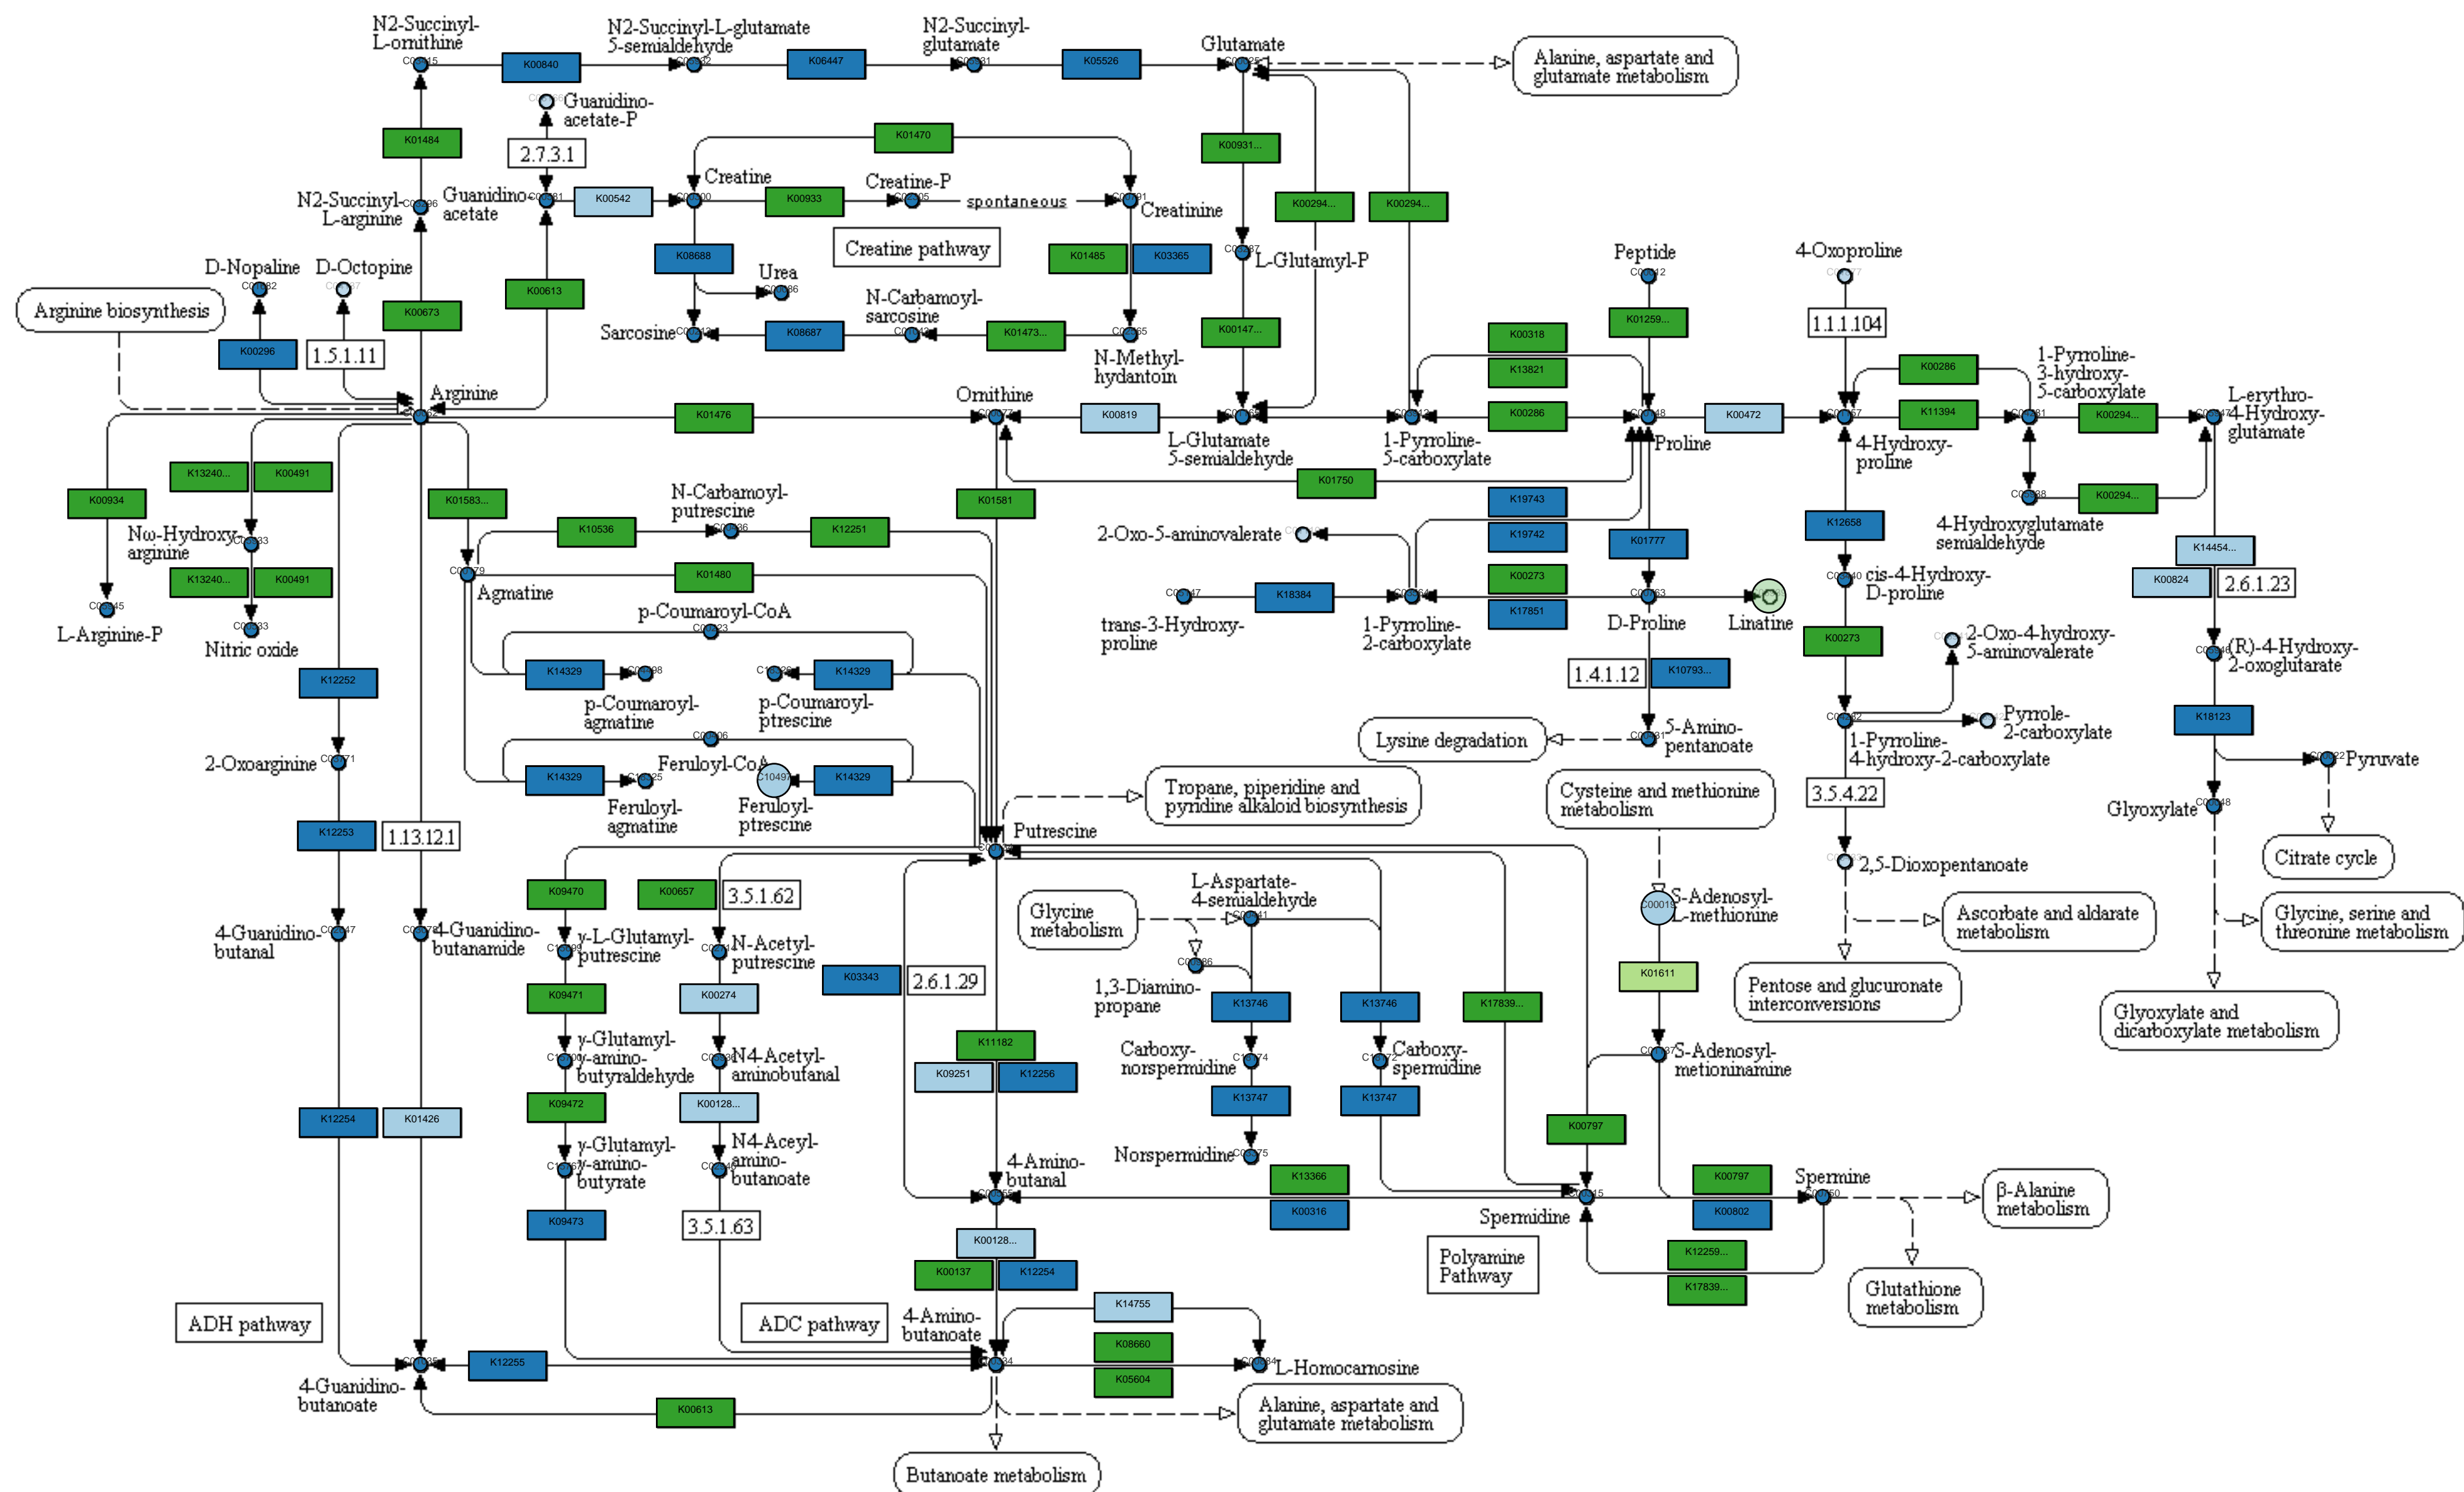 N2-Succinyl-
L-ornithine
N2-Succinyl-L-glutamate
5-semialdehyde
N2-Succinyl-
glutamate
Glutamate
Alanine, aspartate and
glutamate metabolism
K00840
K06447
K05526
Guanidino-
acetate-P
2.7.3.1
K01484
K01470
K00931...
N2-Succinyl-
L-arginine
Guanidino-
acetate
K00542
Creatine
K00933
Creatine-P
spontaneous
Creatinine
K00294...
K00294...
Creatine pathway
K08688
K01485
K03365
L-Glutamyl-P
Urea
D-Nopaline
D-Octopine
K00673
K00613
Arginine biosynthesis
K00296
1.5.1.11
Sarcosine
K08687
N-Carbamoyl-
sarcosine
K01473...
N-Methyl-
hydantoin
K00147...
Peptide
C00012
K01259...
4-Oxoproline
1.1.1.104
K00318
K13821
K00286
K00286
1-Pyrroline-
3-hydroxy-
5-carboxylate
Arginine
K01476
Ornithine
K00819
L-Glutamate
5-semialdehyde
1-Pyrroline-
5-carboxylate
Proline
K00472
4-Hydroxy-
proline
K11394
K00294...
L-erythro-
4-Hydroxy-
glutamate
K01750
K00294...
4-Hydroxyglutamate
semialdehyde
K00934
K13240...
K00491
K01583...
K01581
Nω-Hydroxy-
arginine
K13240...
K00491
L-Arginine-P
Nitric oxide
K10536
N-Carbamoyl-
putrescine
K12251
K01480
Agmatine
p-Coumaroyl-CoA
K14329
K14329
p-Coumaroyl-
agmatine
p-Coumaroyl-
ptrescine
Feruloyl-CoA
K14329
C10497
K14329
Feruloyl-
agmatine
Feruloyl-
ptrescine
2-Oxo-5-aminovalerate
K19743
K19742
K00273
K17851
K01777
K18384
trans-3-Hydroxy-
proline
1-Pyrroline-
2-carboxylate
D-Proline
Linatine
1.4.1.12
K10793...
5-Amino-
pentanoate
Lysine degradation
K12658
cis-4-Hydroxy-
D-proline
K00273
2-Oxo-4-hydroxy-
5-aminovalerate
Pyrrole-
2-carboxylate
1-Pyrroline-
4-hydroxy-2-carboxylate
3.5.4.22
2,5-Dioxopentanoate
K14454...
K00824
2.6.1.23
(R)-4-Hydroxy-
2-oxoglutarate
K18123
Pyruvate
Glyoxylate
Citrate cycle
Ascorbate and aldarate
metabolism
Glycine, serine and
threonine metabolism
Pentose and glucuronate
interconversions
Glyoxylate and
dicarboxylate metabolism
K12252
2-Oxoarginine
K12253
1.13.12.1
4-Guanidino-
butanal
4-Guanidino-
butanamide
K12254
K01426
Tropane, piperidine and
pyridine alkaloid biosynthesis
Cysteine and methionine
metabolism
Putrescine
K09470
K00657
3.5.1.62
γ-L-Glutamyl-
putrescine
N-Acetyl-
putrescine
K09471
K00274
γ-Glutamyl-
γ-amino-
butyraldehyde
N4-Acetyl-
aminobutanal
K09472
K00128...
γ-Glutamyl-
γ-amino-
butyrate
N4-Aceyl-
amino-
butanoate
K09473
3.5.1.63
K03343
2.6.1.29
Glycine
metabolism
L-Aspartate-
4-semialdehyde
1,3-Diamino-
propane
K13746
K13746
K17839...
Carboxy-
norspermidine
Carboxy-
spermidine
K13747
K13747
Norspermidine
C00019
S-Adenosyl-
L-methionine
K01611
S-Adenosyl-
metioninamine
K00797
K11182
K09251
K12256
4-Amino-
butanal
K13366
K00316
Spermidine
K00797
K00802
Spermine
β-Alanine
metabolism
K12259...
K17839...
Glutathione
metabolism
Polyamine
Pathway
K00128...
K00137
K12254
ADH pathway
ADC pathway
4-Amino-
butanoate
K14755
K08660
K05604
L-Homocarnosine
K12255
4-Guanidino-
butanoate
K00613
Alanine, aspartate and
glutamate metabolism
Butanoate metabolism